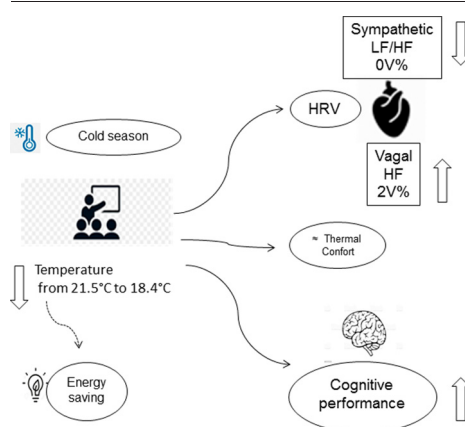 Sympathetic
LF/HF
0V%
HRV
Cold season
Vagal
HF
2V%
≈ Thermal
Confort
Temperature
from 21.5°C to 18.4°C
Energy
saving
Cognitive
performance